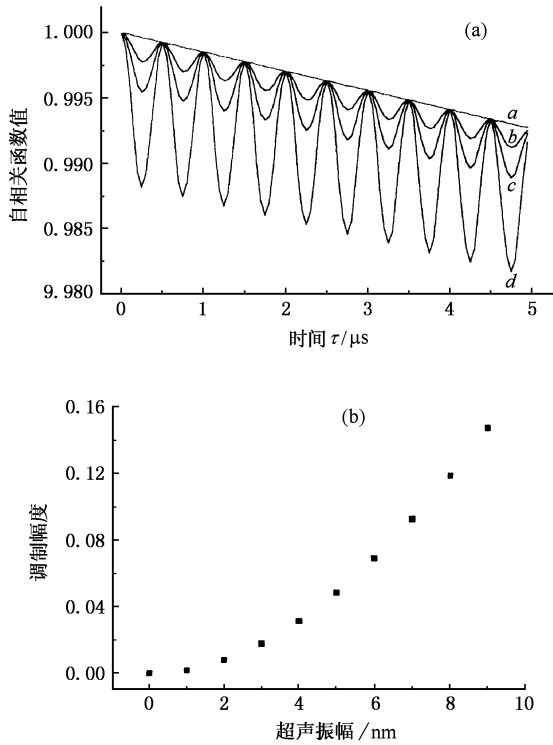 (a)
1.000
0.995
0.990
0.985
9.980
自相关函数值
a
b
c
d
0 1 2 3 4 5
时间 τ/μs
(b)
0.16
0.12
0.08
0.04
0.00
调制幅度
0 2 4 6 8 10
超声振幅/nm